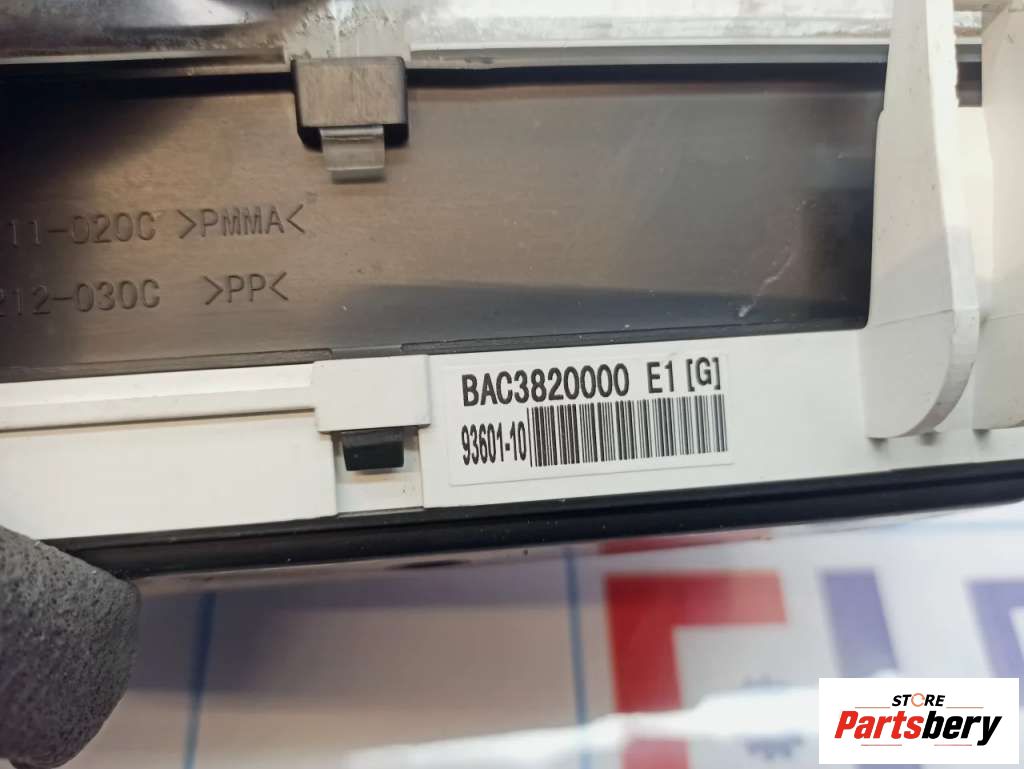 11-020C >PMMA<
212-030C >PP<
BAC3820000 E1 [G]
93601-10
STORE
Partsbery